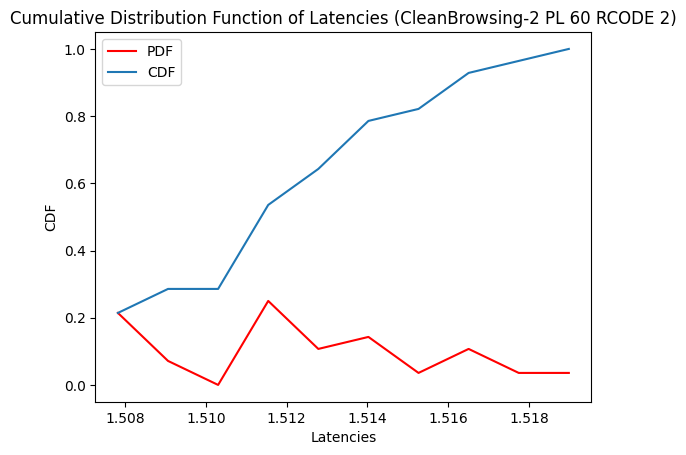 Cumulative Distribution Function of Latencies (CleanBrowsing-2 PL 60 RCODE 2)
PDF
CDF
1.0
0.8
0.6
0.4
0.2
0.0
CDF
1.508 1.510 1.512 1.514 1.516 1.518
Latencies